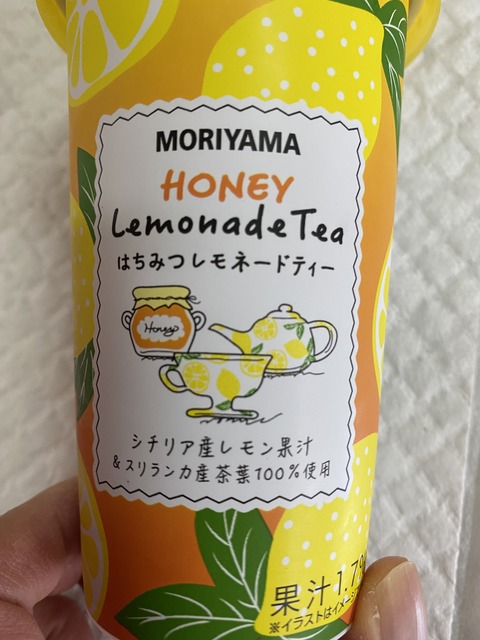 MORIYAMA
HONEY
Lemonade Tea
はちみつレモネードティー
Honey
シチリア産レモン果汁
&スリランカ産茶葉100%使用
果汁1.7%
※イラストはイメージ